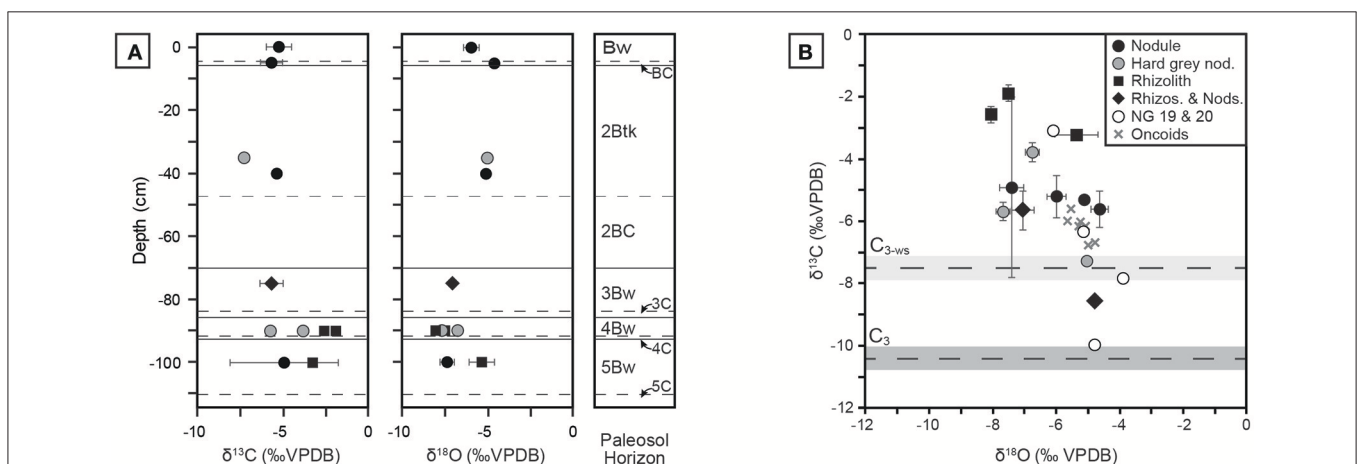 A
0
-20
-40
-60
-80
-100
Depth (cm)
-10
-5
0
δ¹³C (‰VPDB)
-10
-5
0
δ¹⁸O (‰VPDB)
Bw
BC
2Btk
2BC
3Bw
3C
4Bw
4C
5Bw
5C
Paleosol
Horizon
B
0
-2
-4
-6
-8
-10
-12
δ¹³C (‰VPDB)
Nodule
Hard grey nod.
Rhizolith
Rhizos. & Nods.
NG 19 & 20
Oncoids
C₃₋ws
C₃
-12
-10
-8
-6
-4
-2
0
δ¹⁸O (‰ VPDB)